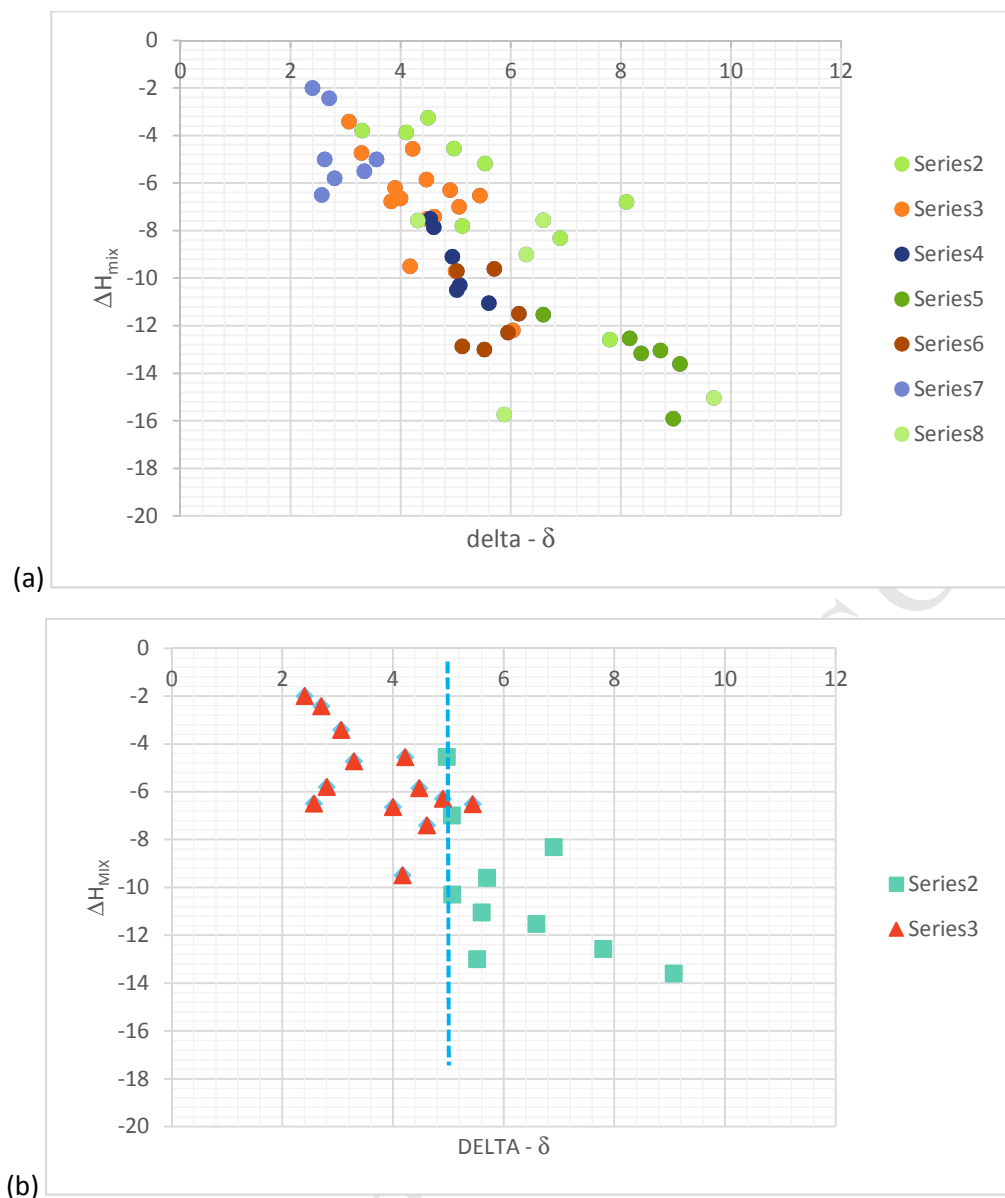 0
0 2 4 6 8 10 12
-2
-4
-6
-8
-10
-12
-14
-16
-18
-20
ΔHmix
delta - δ
Series2
Series3
Series4
Series5
Series6
Series7
Series8
(a)
0
0 2 4 6 8 10 12
-2
-4
-6
-8
-10
-12
-14
-16
-18
-20
ΔHMIX
DELTA - δ
Series2
Series3
(b)